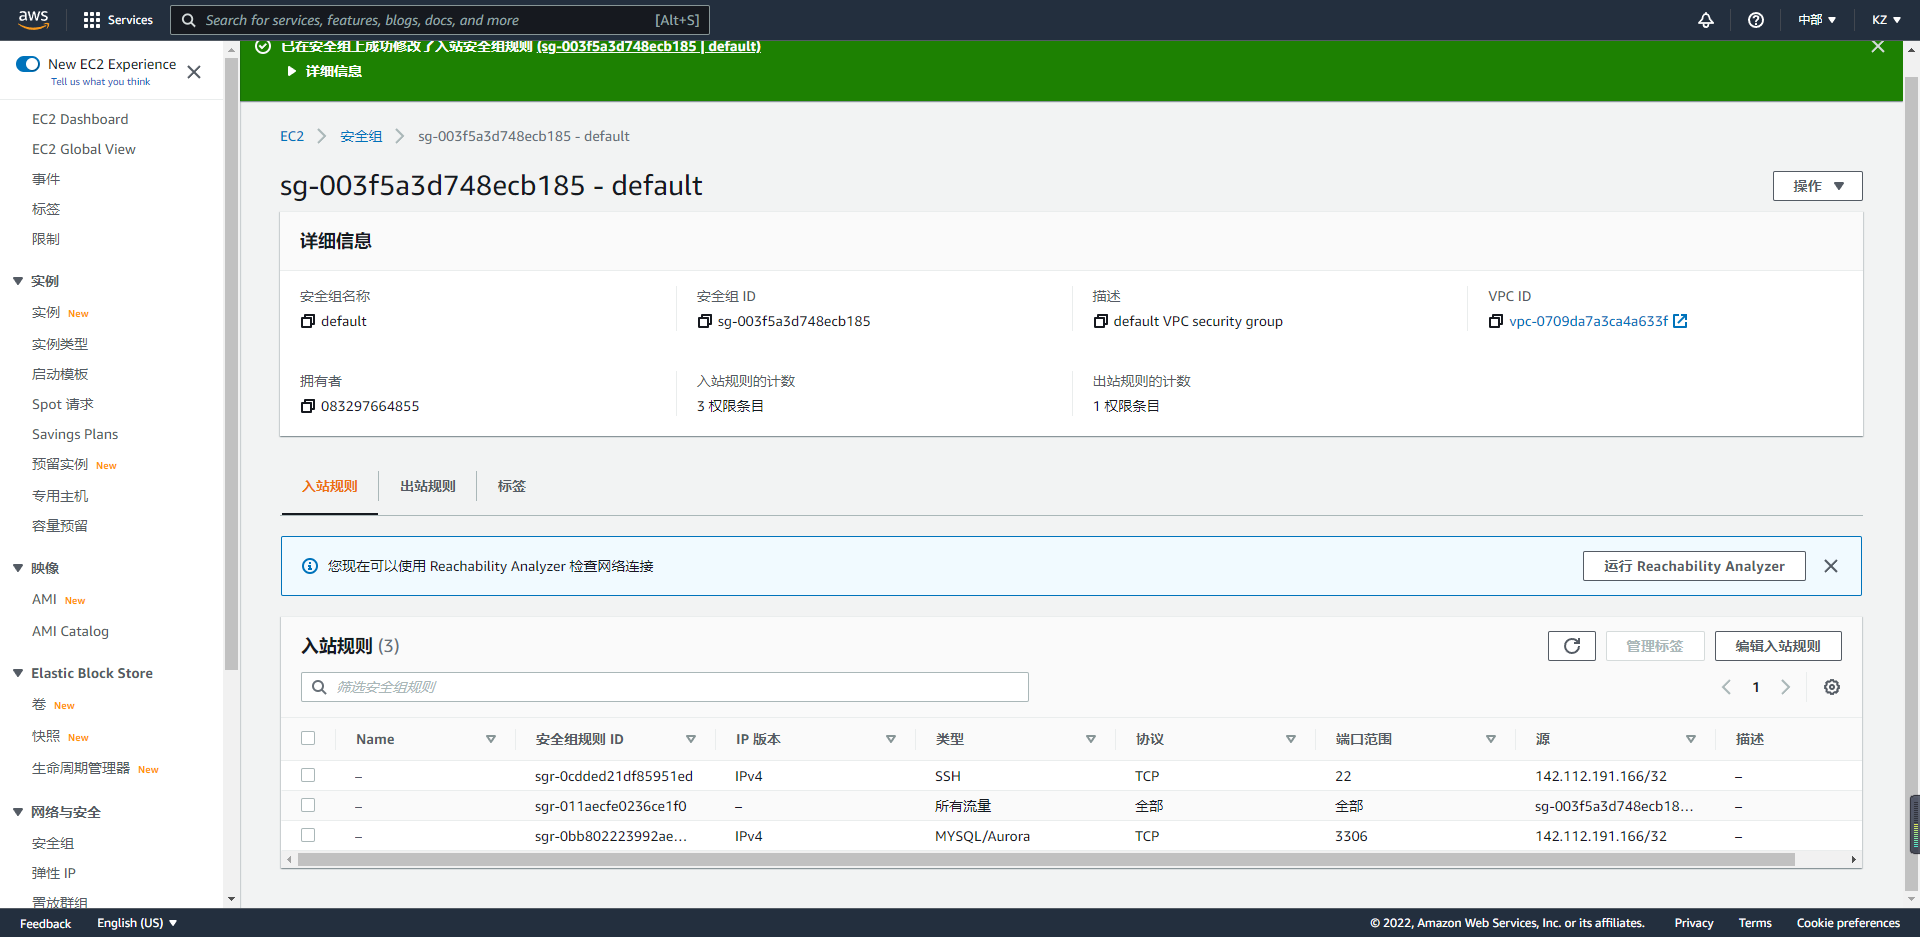 aws
Services
Search for services, features, blogs, docs, and more
[Alt+S]
中部
KZ
New EC2 Experience
Tell us what you think
EC2 Dashboard
EC2 Global View
事件
标签
限制
实例
实例 New
实例类型
启动模板
Spot 请求
Savings Plans
预留实例 New
专用主机
容量预留
映像
AMI New
AMI Catalog
Elastic Block Store
卷 New
快照 New
生命周期管理器 New
网络与安全
安全组
弹性 IP
置放群组
已在安全组上成功修改了入站安全组规则 (sg-003f5a3d748ecb185 | default)
详细信息
EC2
安全组
sg-003f5a3d748ecb185 - default
sg-003f5a3d748ecb185 - default
操作
详细信息
安全组名称
default
安全组 ID
sg-003f5a3d748ecb185
描述
default VPC security group
VPC ID
vpc-0709da7a3ca4a633f
拥有者
083297664855
入站规则的计数
3 权限条目
出站规则的计数
1 权限条目
入站规则
出站规则
标签
您现在可以使用 Reachability Analyzer 检查网络连接
运行 Reachability Analyzer
入站规则 (3)
管理标签
编辑入站规则
筛选安全组规则
1
Name 安全组规则 ID IP 版本 类型 协议 端口范围 源 描述
– sgr-0cdded21df85951ed IPv4 SSH TCP 22 142.112.191.166/32 –
– sgr-011aecfe0236ce1f0 – 所有流量 全部 全部 sg-003f5a3d748ecb18... –
– sgr-0bb802223992ae... IPv4 MYSQL/Aurora TCP 3306 142.112.191.166/32 –
Feedback
English (US)
© 2022, Amazon Web Services, Inc. or its affiliates.
Privacy
Terms
Cookie preferences